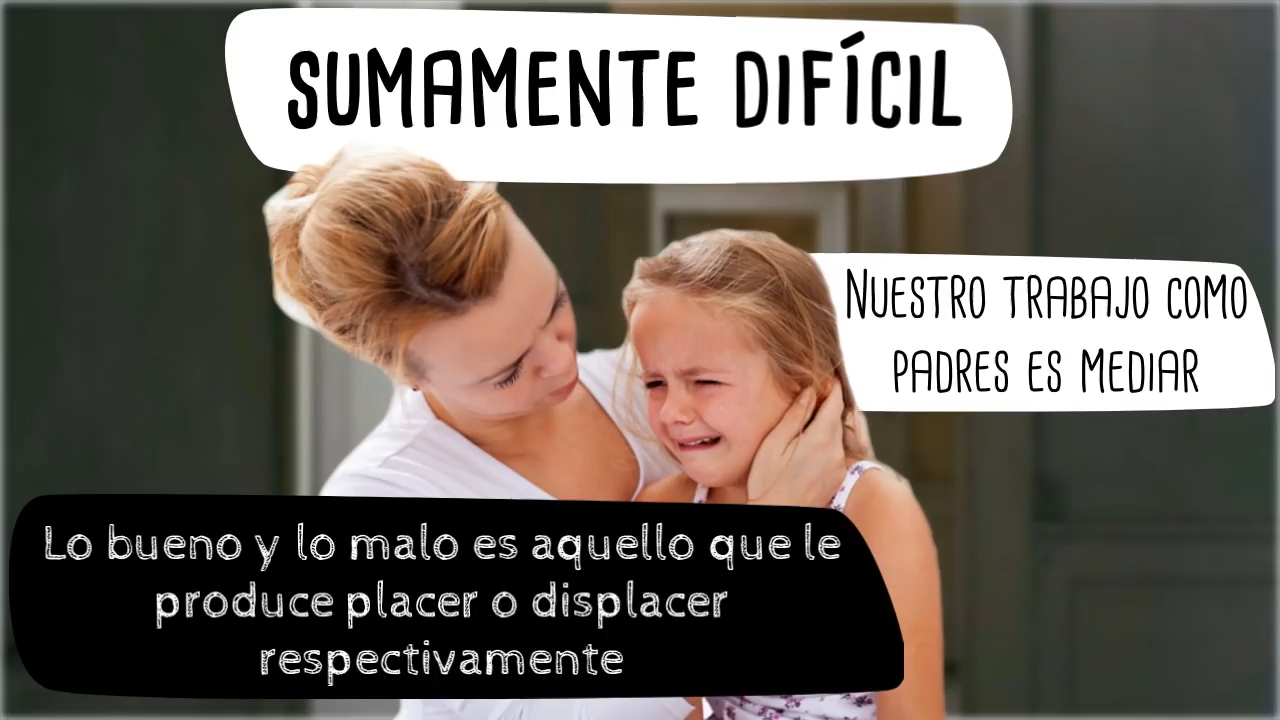 SUMAMENTE DIFÍCIL
NUESTRO TRABAJO COMO
PADRES ES MEDIAR
Lo bueno y lo malo es aquello que le
produce placer o displacer
respectivamente